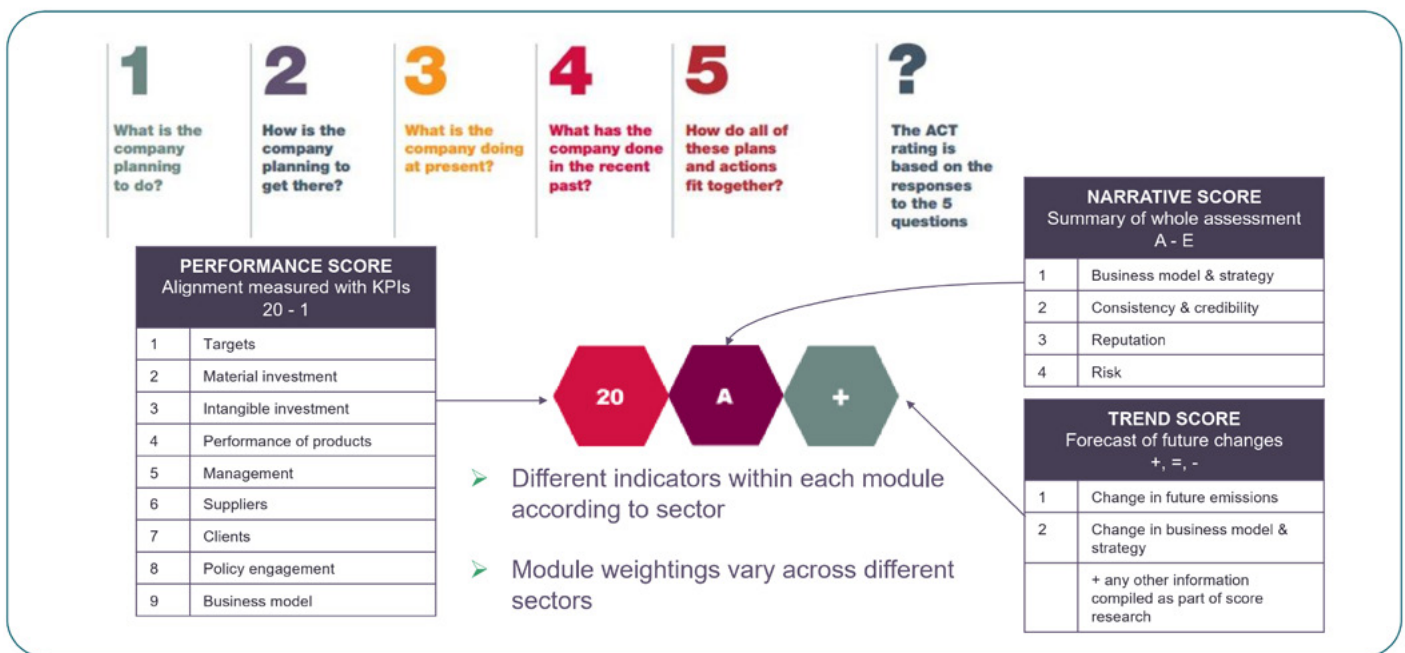 1
What is the
company
planning
to do?
2
How is the
company
planning to
get there?
3
What is the
company doing
at present?
4
What has the
company done
in the recent
past?
5
How do all of
these plans
and actions
fit together?
?
The ACT
rating is
based on the
responses
to the 5
questions
PERFORMANCE SCORE
Alignment measured with KPIs
20 - 1
1 Targets
2 Material investment
3 Intangible investment
4 Performance of products
5 Management
6 Suppliers
7 Clients
8 Policy engagement
9 Business model
20
A
+
Different indicators within each module
according to sector
Module weightings vary across different
sectors
NARRATIVE SCORE
Summary of whole assessment
A - E
1 Business model & strategy
2 Consistency & credibility
3 Reputation
4 Risk
TREND SCORE
Forecast of future changes
+, =, -
1 Change in future emissions
2 Change in business model &
strategy
+ any other information
compiled as part of score
research